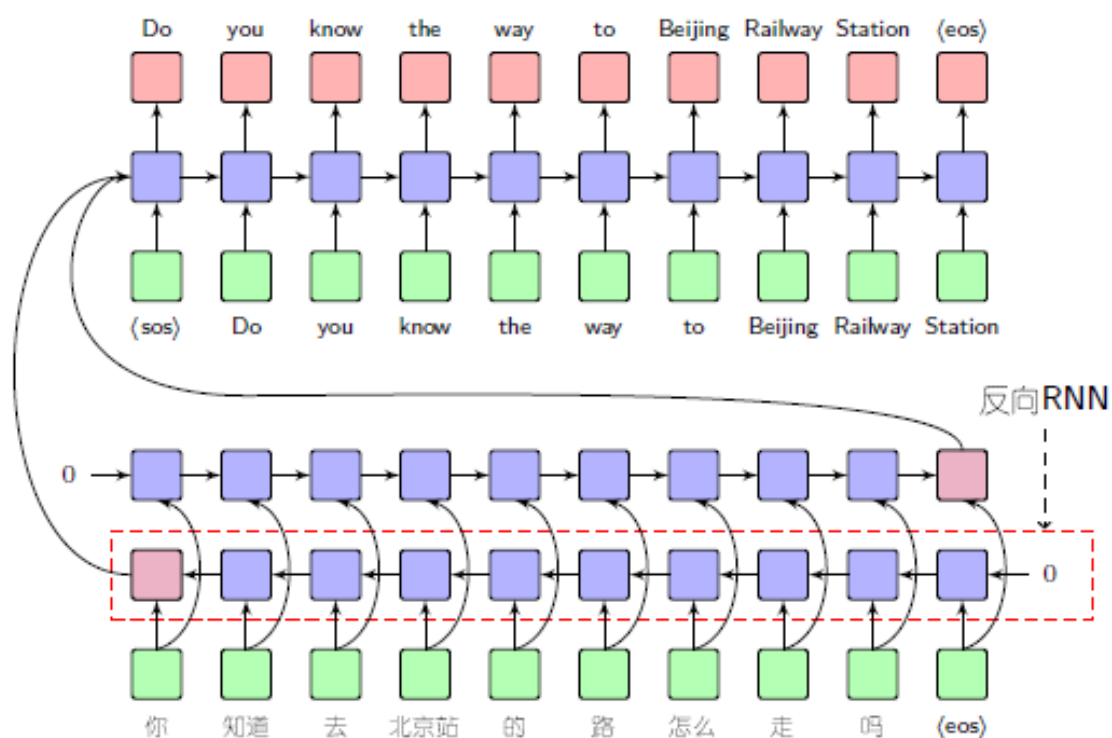 Do you know the way to Beijing Railway Station ⟨eos⟩
⟨sos⟩ Do you know the way to Beijing Railway Station
反向RNN
0
0
你 知道 去 北京站 的 路 怎么 走 吗 ⟨eos⟩